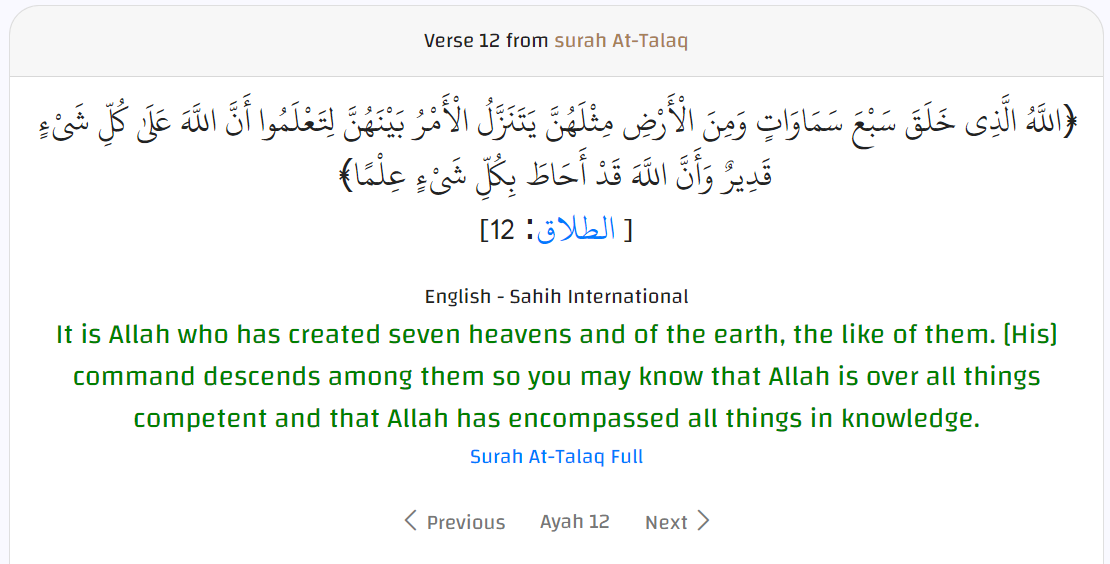 Verse 12 from surah At-Talaq
﴿اللَّهُ الَّذِى خَلَقَ سَبْعَ سَمَاوَاتٍ وَمِنَ الْأَرْضِ مِثْلَهُنَّ يَتَنَزَّلُ الْأَمْرُ بَيْنَهُنَّ لِتَعْلَمُوا أَنَّ اللَّهَ عَلَىٰ كُلِّ شَىْءٍ
قَدِيرٌ وَأَنَّ اللَّهَ قَدْ أَحَاطَ بِكُلِّ شَىْءٍ عِلْمًا﴾
[ الطلاق: 12]
English - Sahih International
It is Allah who has created seven heavens and of the earth, the like of them. [His]
command descends among them so you may know that Allah is over all things
competent and that Allah has encompassed all things in knowledge.
Surah At-Talaq Full
Previous Ayah 12 Next